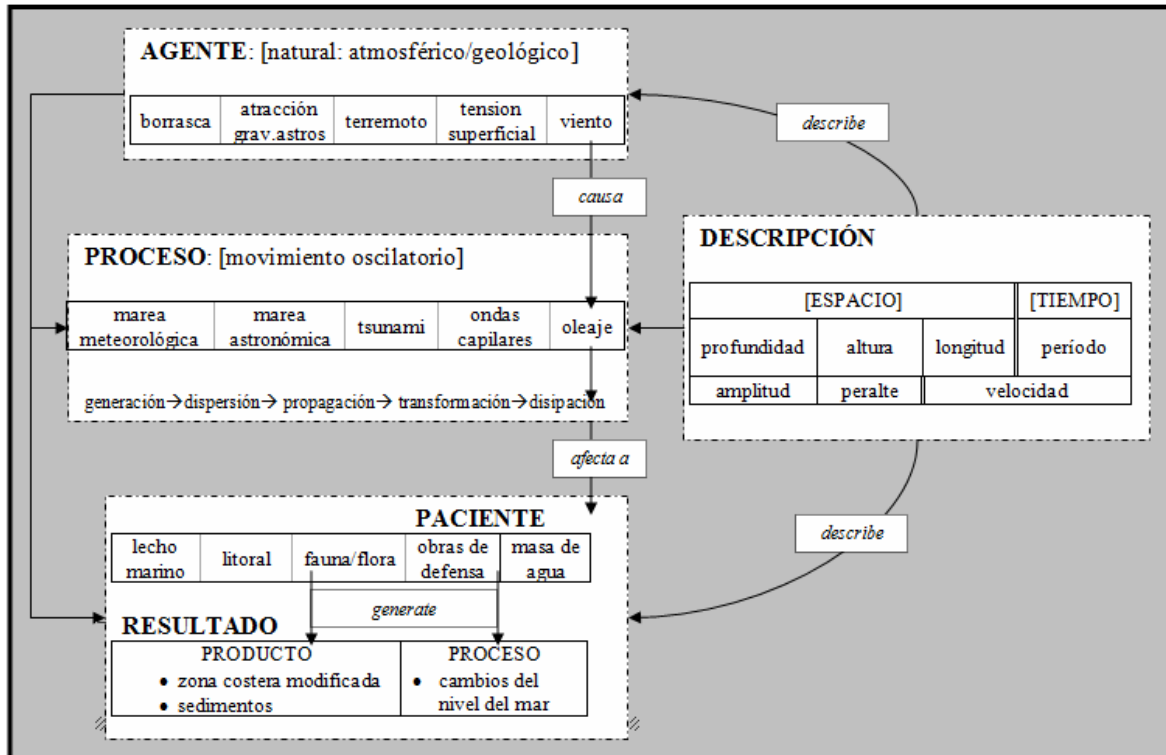 AGENTE: [natural: atmosférico/geológico]
borrasca
atracción
grav.astros
terremoto
tension
superficial
viento
describe
causa
DESCRIPCIÓN
[ESPACIO]
[TIEMPO]
profundidad
altura
longitud
período
amplitud
peralte
velocidad
PROCESO: [movimiento oscilatorio]
marea
meteorológica
marea
astronómica
tsunami
ondas
capilares
oleaje
generación→dispersión→ propagación→ transformación→disipación
afecta a
PACIENTE
lecho
marino
litoral
fauna/flora
obras de
defensa
masa de
agua
describe
generate
RESULTADO
PRODUCTO
• zona costera modificada
• sedimentos
PROCESO
• cambios del
nivel del mar